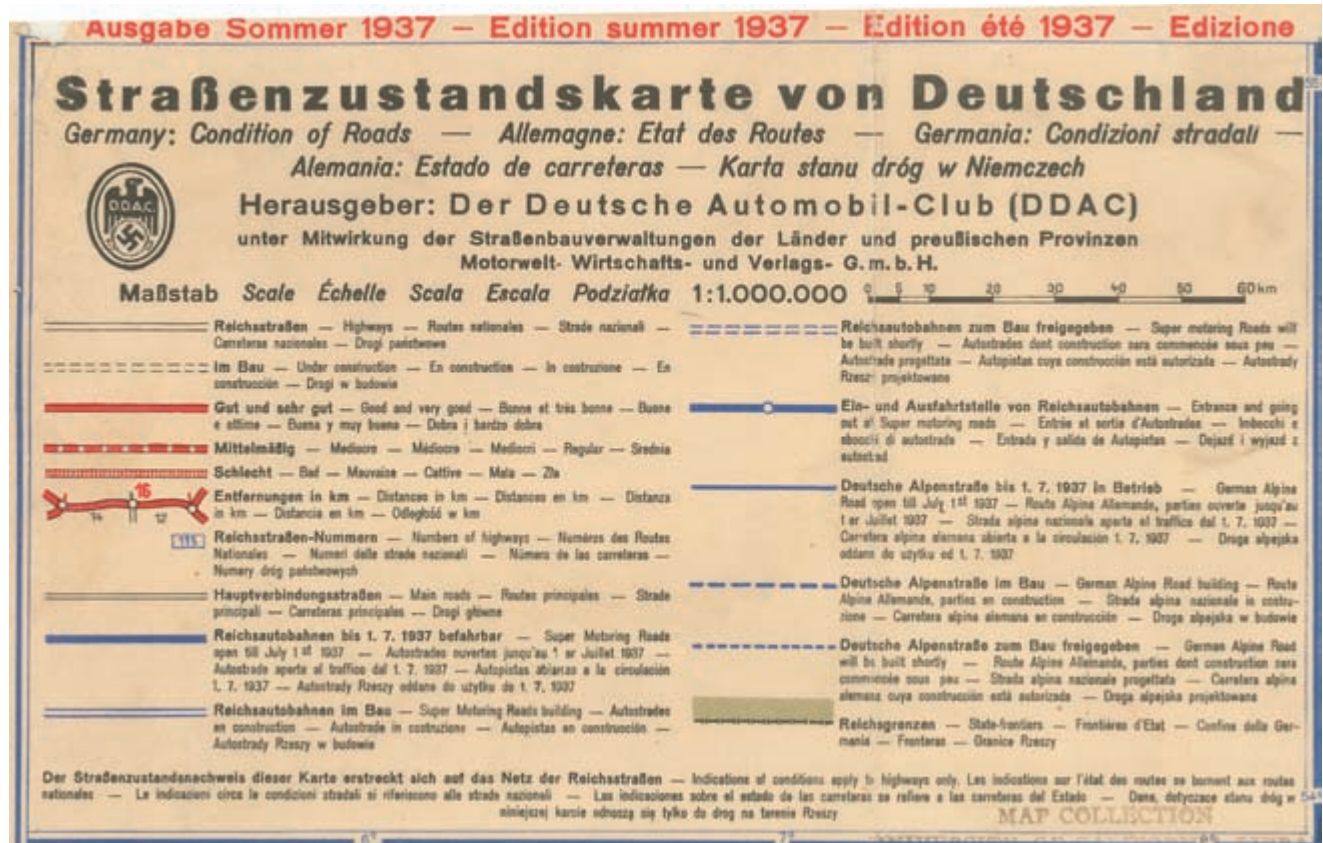 Ausgabe Sommer 1937 — Edition summer 1937 — Edition été 1937 — Edizione
Straßenzustandskarte von Deutschland
Germany: Condition of Roads — Allemagne: Etat des Routes — Germania: Condizioni stradali —
Alemania: Estado de carreteras — Karta stanu dróg w Niemczech
DDAC
Herausgeber: Der Deutsche Automobil-Club (DDAC)
unter Mitwirkung der Straßenbauverwaltungen der Länder und preußischen Provinzen
Motorwelt- Wirtschafts- und Verlags- G.m.b.H.
Maßstab Scale Échelle Scala Escala Podziałka 1:1.000.000 0 5 10 20 30 40 50 60 km
Reichsstraßen — Highways — Routes nationales — Strade nazionali —
Carreteras nacionales — Drogi państwowe
Im Bau — Under construction — En construction — In costruzione — En
construcción — Drogi w budowie
Gut und sehr gut — Good and very good — Bonne et très bonne — Buone
e ottime — Buena y muy buena — Dobra i bardzo dobra
Mittelmäßig — Mediocre — Médiocre — Mediocri — Regular — Srednia
Schlecht — Bad — Mauvaise — Cattive — Mala — Zła
16
14 12
Entfernungen in km — Distances in km — Distances en km — Distanza
in km — Distancia en km — Odległość w km
Reichsstraßen-Nummern — Numbers of highways — Numéros des Routes
Nationales — Numeri delle strade nazionali — Número de las carreteras —
Numery dróg państwowych
Hauptverbindungsstraßen — Main roads — Routes principales — Strade
principali — Carreteras principales — Drogi główne
Reichsautobahnen bis 1. 7. 1937 befahrbar — Super Motoring Roads
open till July 1st 1937 — Autostrades ouvertes jusqu'au 1 er Juillet 1937 —
Autostrade aperte al traffico dal 1. 7. 1937 — Autopistas abiertas a la circulación
1. 7. 1937 — Autostrady Rzeszy oddane do użytku do 1. 7. 1937
Reichsautobahnen im Bau — Super Motoring Roads building — Autostrades
en construction — Autostrade in costruzione — Autopistas en construcción —
Autostrady Rzeszy w budowie
Reichsautobahnen zum Bau freigegeben — Super motoring Roads will
be built shortly — Autostrades dont construction sera commencée sous peu —
Autostrade progettata — Autopistas cuya construcción está autorizada — Autostrady
Rzeszy projektowane
Ein- und Ausfahrtstelle von Reichsautobahnen — Entrance and going
out at Super motoring roads — Entrée et sortie d'Autostrades — Imbocchi e
sbocchi di autostrade — Entrada y salida de Autopistas — Dojazd i wyjazd z
autostrad
Deutsche Alpenstraße bis 1. 7. 1937 in Betrieb — German Alpine
Road open till July 1st 1937 — Route Alpine Allemande, parties ouverte jusqu'au
1 er Juillet 1937 — Strada alpina nazionale aperta al traffico dal 1. 7. 1937 —
Carretera alpina alemana abierta a la circulación 1. 7. 1937 — Droga alpejska
oddane do użytku od 1. 7. 1937
Deutsche Alpenstraße im Bau — German Alpine Road building — Route
Alpine Allemande, parties en construction — Strada alpina nazionale in costru-
zione — Carretera alpina alemana en construcción — Droga alpejska w budowie
Deutsche Alpenstraße zum Bau freigegeben — German Alpine Road
will be built shortly — Route Alpine Allemande, parties dont construction sera
commencée sous peu — Strada alpina nazionale progettata — Carretera alpina
alemana cuya construcción está autorizada — Droga alpejska projektowana
Reichsgrenzen — State-frontiers — Frontières d'Etat — Confine della Ger-
mania — Fronteras — Granice Rzeszy
Der Straßenzustandsnachweis dieser Karte erstreckt sich auf das Netz der Reichsstraßen — Indications of conditions apply to highways only. Les indications sur l'état des routes se bornent aux routes
nationales — Le indicazioni circa le condizioni stradali si riferiscono alle strade nazionali — Las indicaciones sobre el estado de las carreteras se refiere a las carreteras del Estado — Dane, dotyczace stanu dróg w
niniejszej karcie odnoszą się tylko do dróg na terenie Rzeszy
MAP COLLECTION